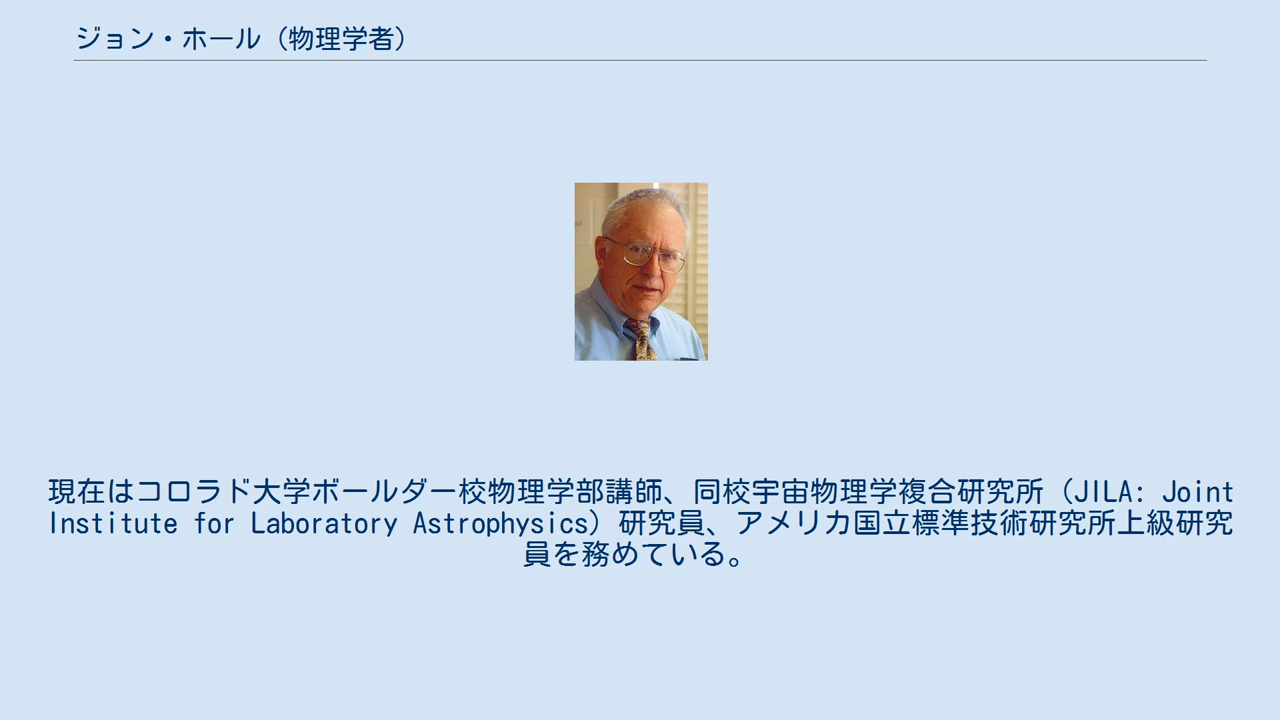 ジョン・ホール（物理学者）
現在はコロラド大学ボールダー校物理学部講師、同校宇宙物理学複合研究所（JILA: Joint
Institute for Laboratory Astrophysics）研究員、アメリカ国立標準技術研究所上級研究
員を務めている。